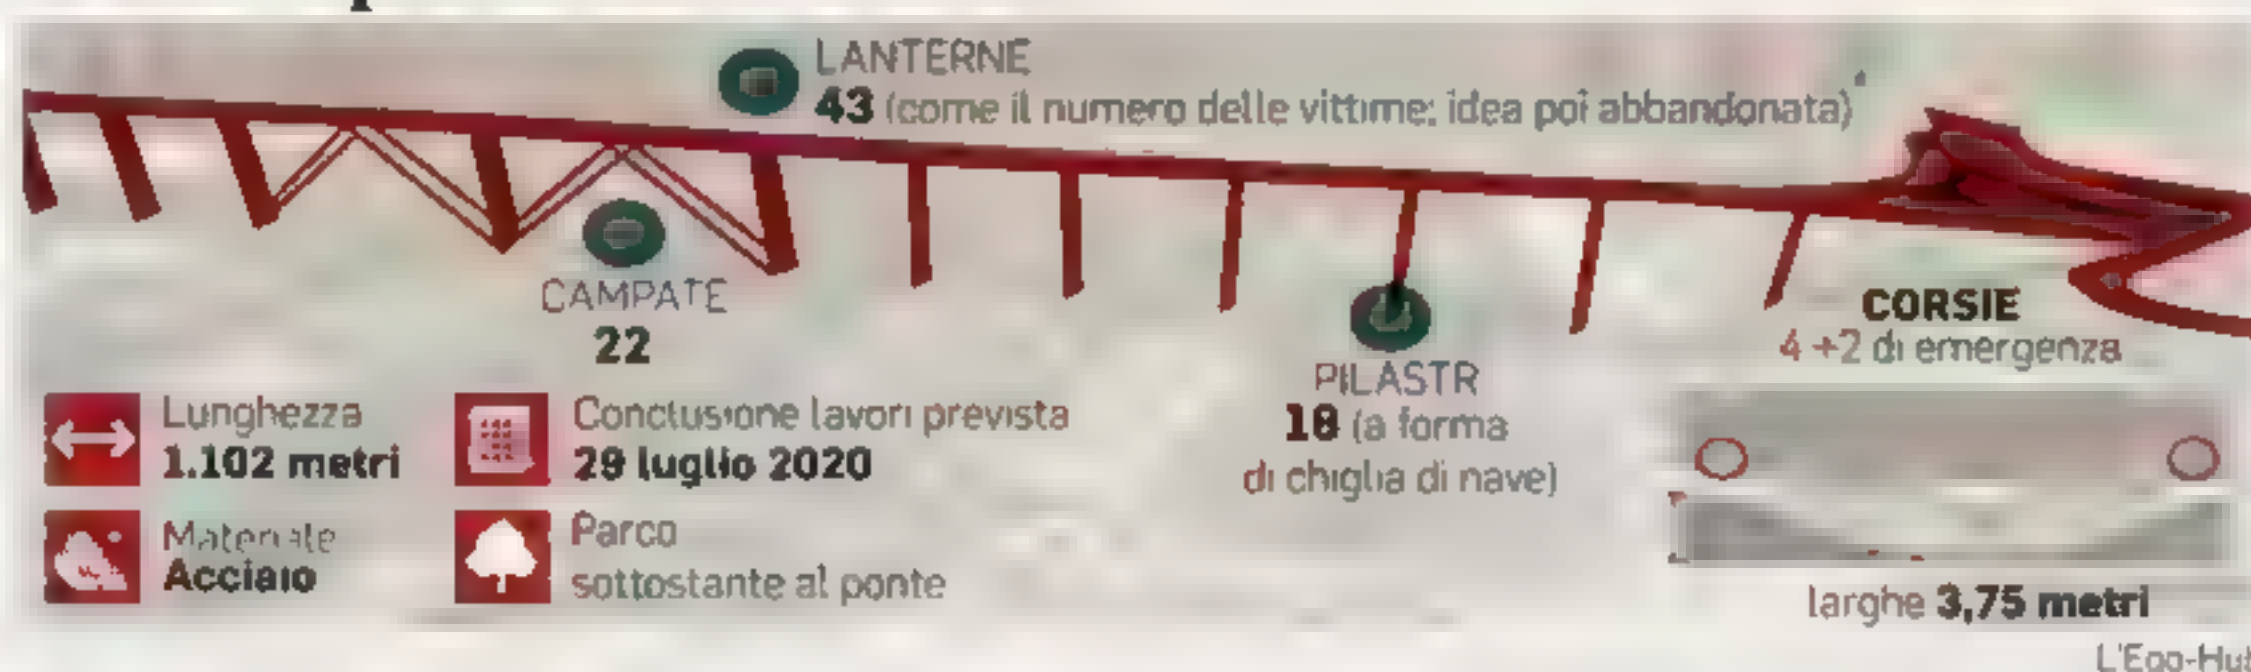 LANTERNE
43 (come il numero delle vittime; idea poi abbandonata)
CAMPATE
22
PILASTR
18 (a forma
di chiglia di nave)
CORSIE
4 +2 di emergenza
larghe 3,75 metri
Lunghezza
1.102 metri
Conclusione lavori prevista
29 luglio 2020
Materiale
Acciaio
Parco
sottostante al ponte